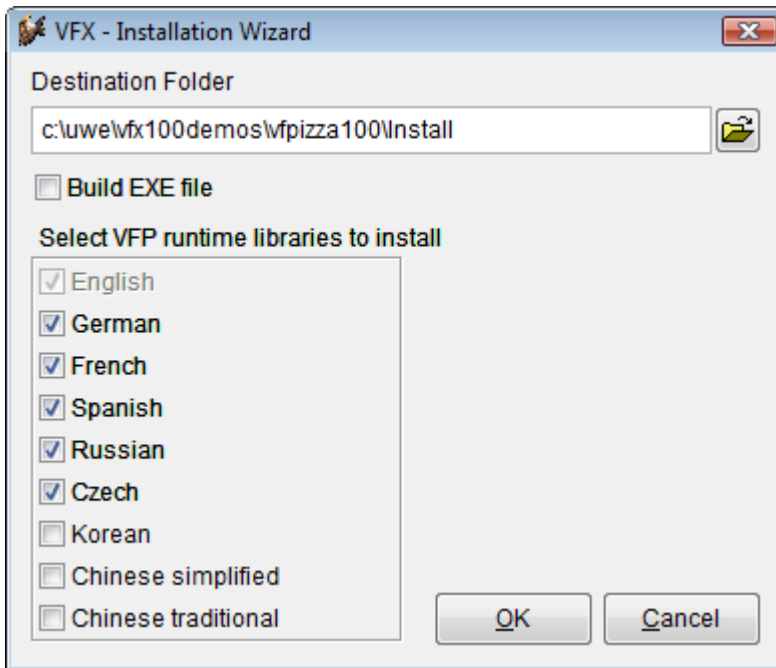 VFX - Installation Wizard
Destination Folder
c:\uwe\vfx100demos\vfpizza100\Install
Build EXE file
Select VFP runtime libraries to install
English
German
French
Spanish
Russian
Czech
Korean
Chinese simplified
Chinese traditional
OK Cancel